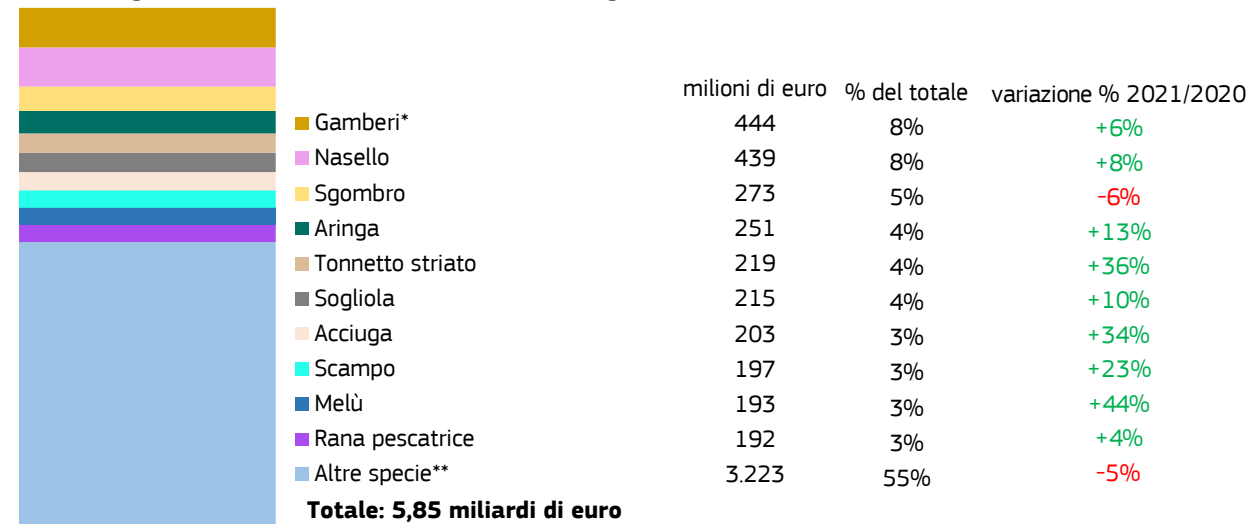 milioni di euro % del totale variazione % 2021/2020
Gamberi* 444 8% +6%
Nasello 439 8% +8%
Sgombro 273 5% -6%
Aringa 251 4% +13%
Tonnetto striato 219 4% +36%
Sogliola 215 4% +10%
Acciuga 203 3% +34%
Scampo 197 3% +23%
Melù 193 3% +44%
Rana pescatrice 192 3% +4%
Altre specie** 3.223 55% -5%
Totale: 5,85 miliardi di euro